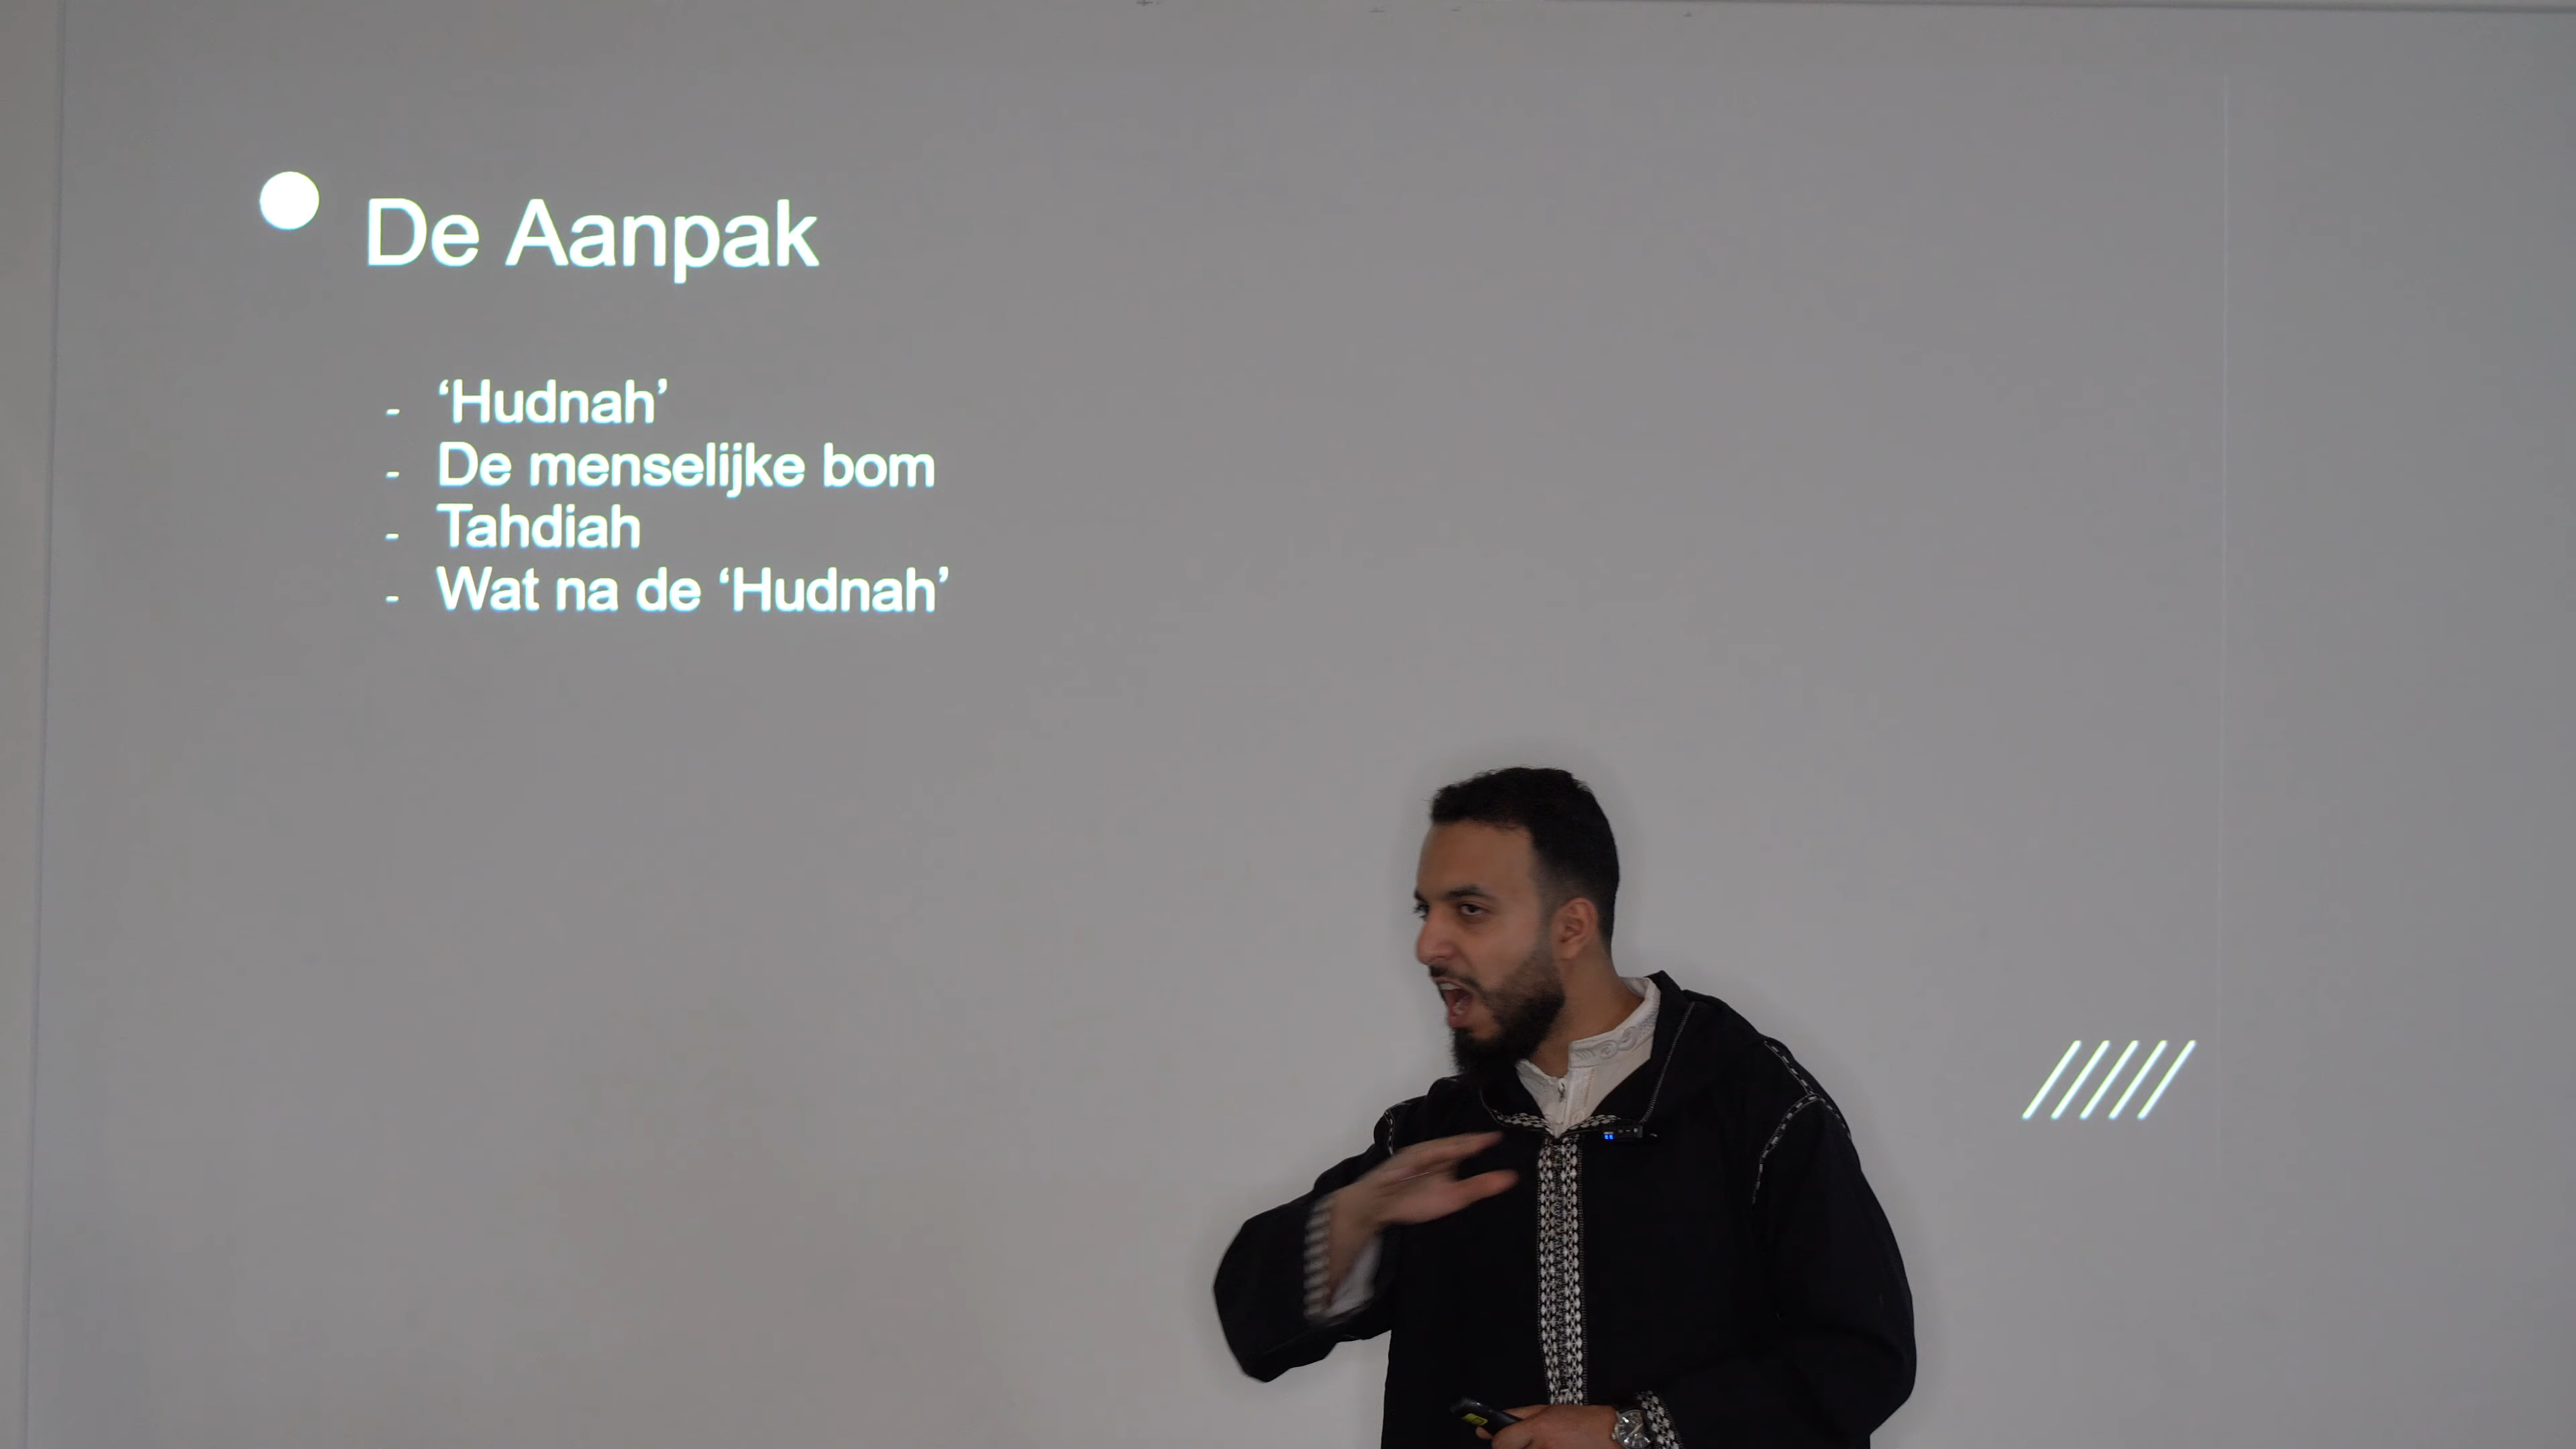 De Aanpak
- ‘Hudnah’
- De menselijke bom
- Tahdiah
- Wat na de ‘Hudnah’